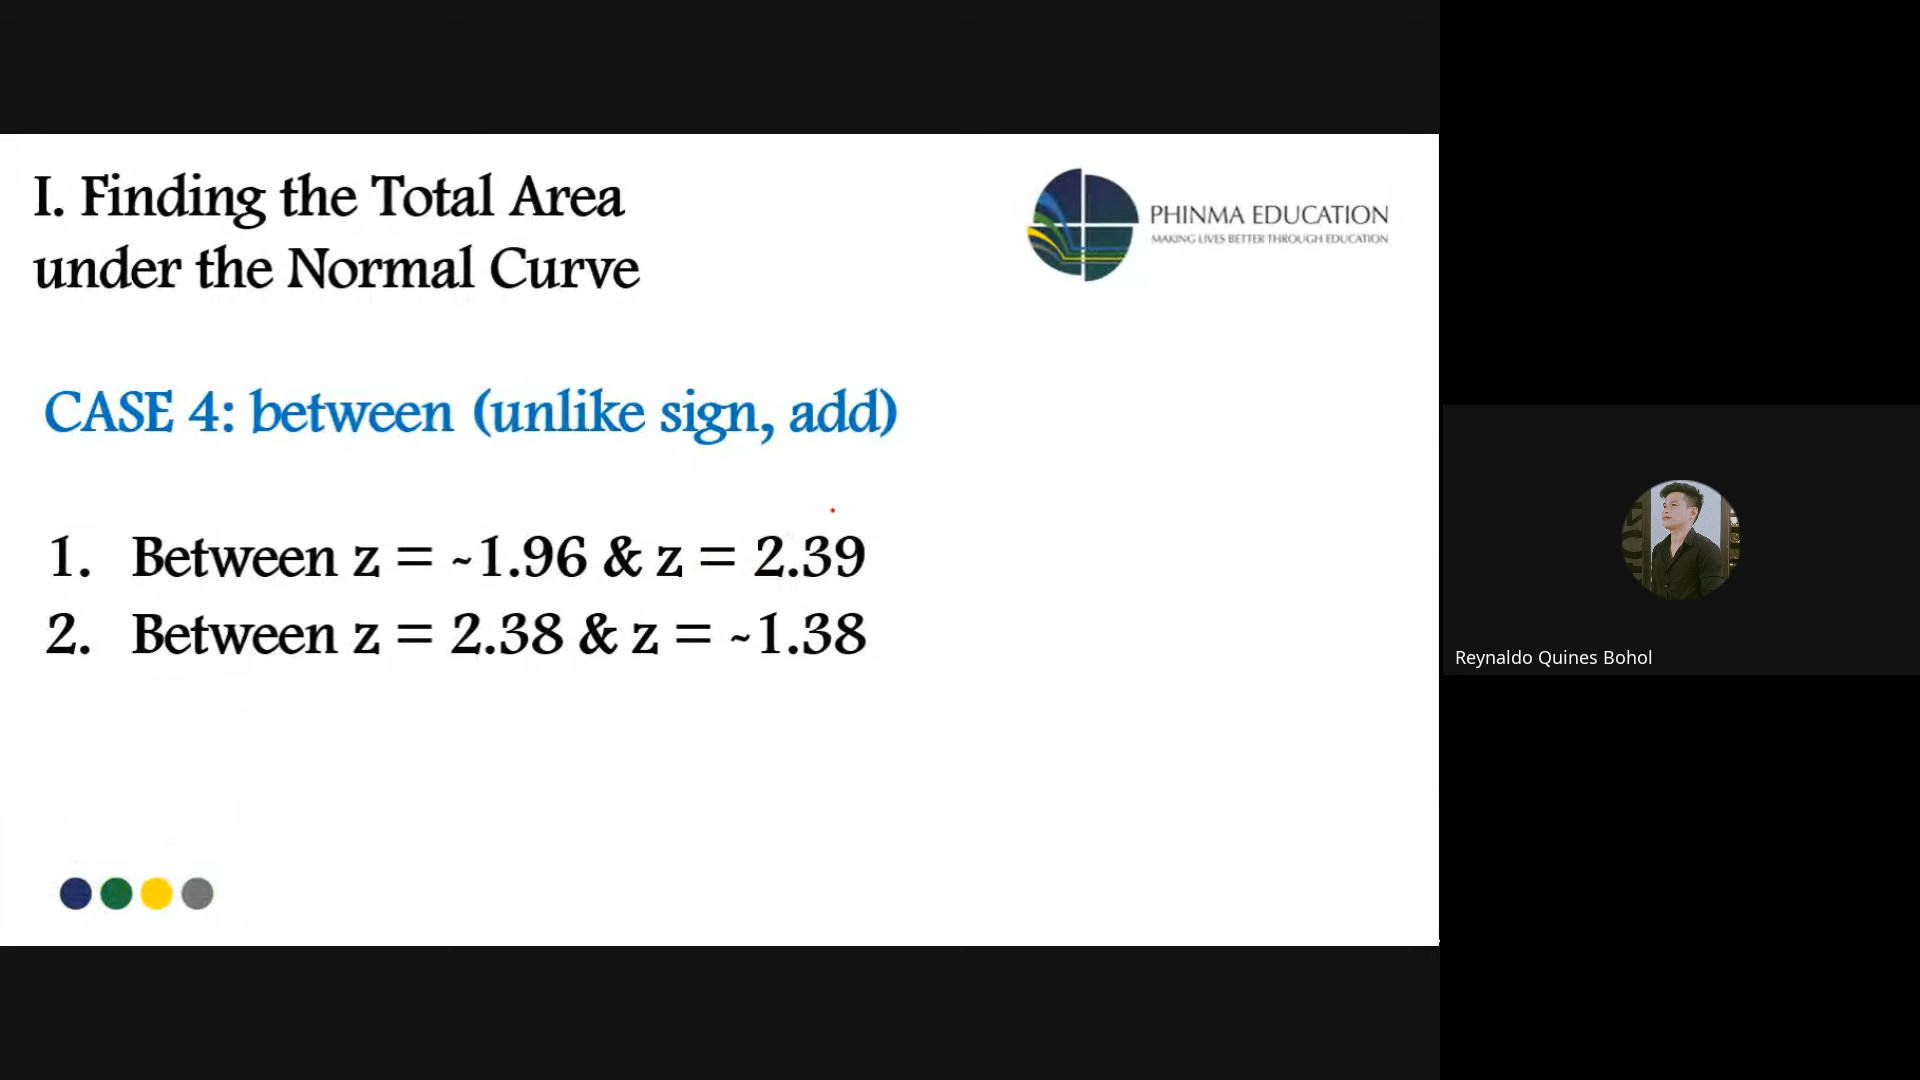 I. Finding the Total Area
under the Normal Curve
PHINMA EDUCATION
MAKING LIVES BETTER THROUGH EDUCATION
CASE 4: between (unlike sign, add)
1. Between z = -1.96 & z = 2.39
2. Between z = 2.38 & z = -1.38
Reynaldo Quines Bohol